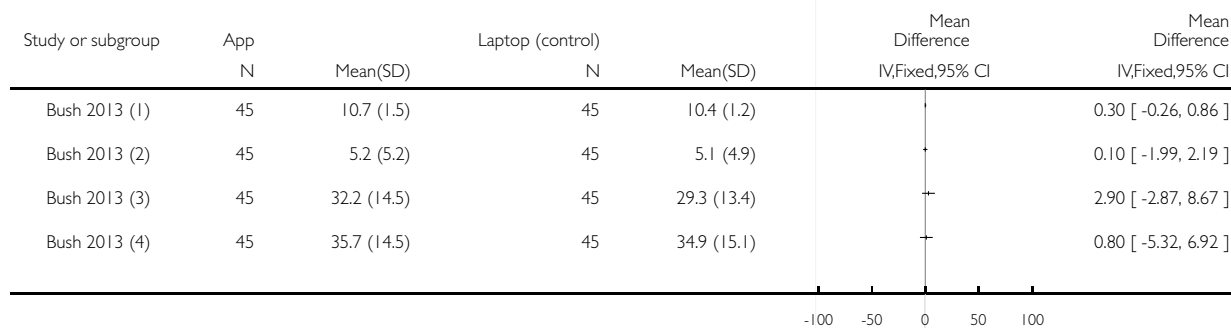 Study or subgroup App Laptop (control) Mean Difference Mean Difference
N Mean(SD) N Mean(SD) IV,Fixed,95% CI IV,Fixed,95% CI
Bush 2013 (1) 45 10.7 (1.5) 45 10.4 (1.2) 0.30 [ -0.26, 0.86 ]
Bush 2013 (2) 45 5.2 (5.2) 45 5.1 (4.9) 0.10 [ -1.99, 2.19 ]
Bush 2013 (3) 45 32.2 (14.5) 45 29.3 (13.4) 2.90 [ -2.87, 8.67 ]
Bush 2013 (4) 45 35.7 (14.5) 45 34.9 (15.1) 0.80 [ -5.32, 6.92 ]
-100 -50 0 50 100